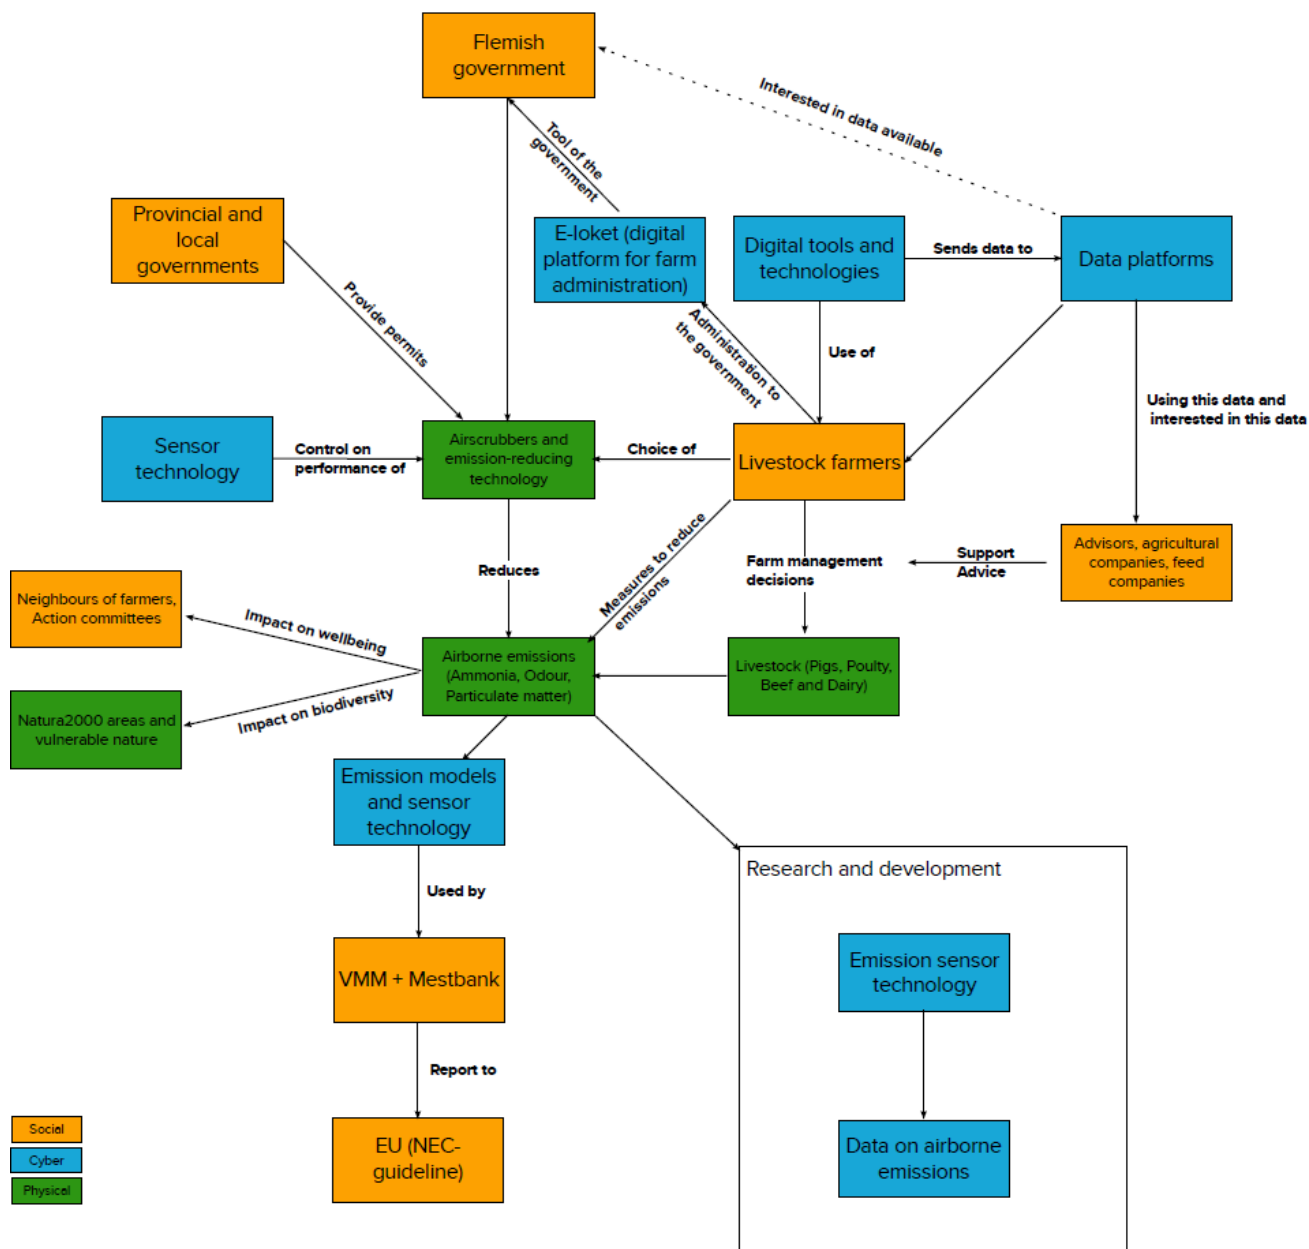 Flemish
government
Interested in data available
Tool of the
government
Provincial and
local
governments
E-loket (digital
platform for farm
administration)
Digital tools and
technologies
Sends data to
Data platforms
Provide permits
Administration to
the government
Use of
Using this data and
interested in this data
Sensor
technology
Control on
performance of
Airscrubbers and
emission-reducing
technology
Choice of
Livestock farmers
Reduces
Measures to reduce
emissions
Farm management
decisions
Support
Advice
Advisors, agricultural
companies, feed
companies
Neighbours of farmers,
Action committees
Impact on wellbeing
Airborne emissions
(Ammonia, Odour,
Particulate matter)
Livestock (Pigs, Poulty,
Beef and Dairy)
Natura2000 areas and
vulnerable nature
Impact on biodiversity
Emission models
and sensor
technology
Used by
VMM + Mestbank
Report to
EU (NEC-
guideline)
Research and development
Emission sensor
technology
Data on airborne
emissions
Social
Cyber
Physical